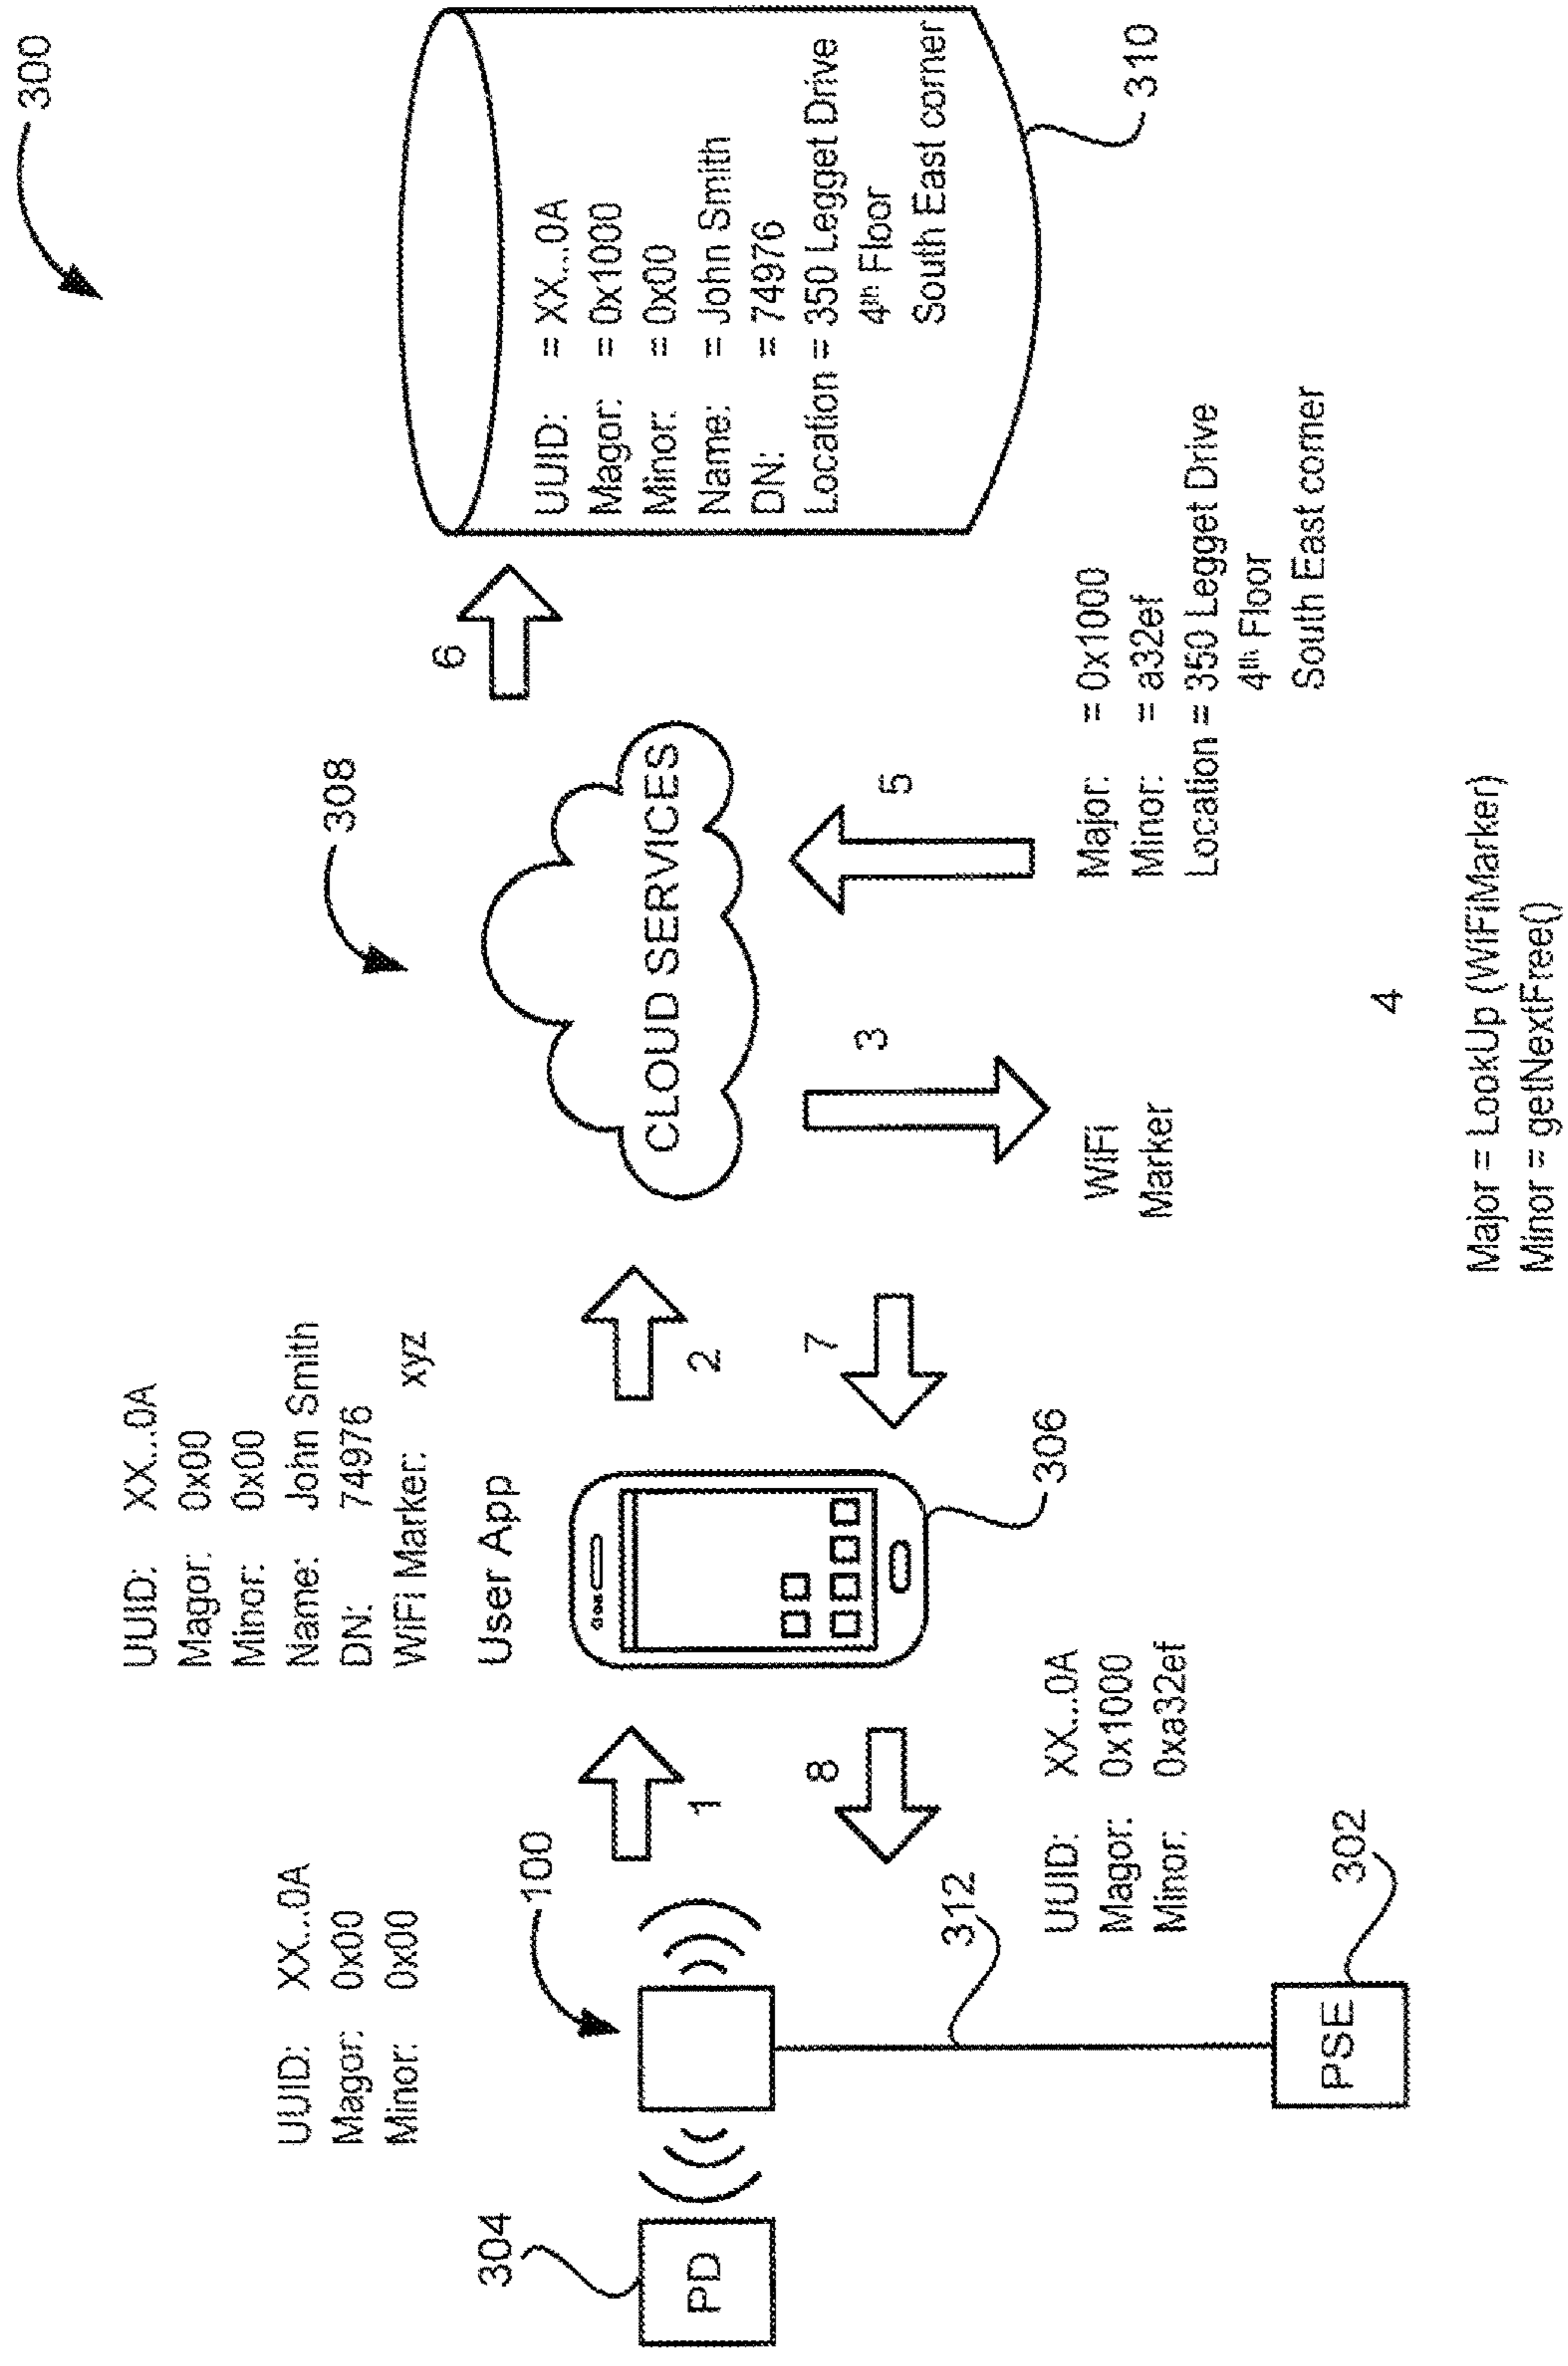 300
UUID: XX...0A
Magor: 0x00
Minor: 0x00
Name: John Smith
DN: 74976
WiFi Marker: xyz
User App
UUID: XX...0A
Magor: 0x00
Minor: 0x00
308
6
UUID: = XX...0A
Magor: = 0x1000
Minor: = 0x00
Name: = John Smith
DN: = 74976
Location = 350 Legget Drive
4th Floor
South East corner
310
304
PD
100
1
2
CLOUD SERVICES
8
7
3
5
306
312
UUID: XX...0A
Magor: 0x1000
Minor: 0xa32ef
WiFi
Marker
Major: = 0x1000
Minor: = a32ef
Location = 350 Legget Drive
4th Floor
South East corner
302
PSE
4
Major = LookUp (WiFiMarker)
Minor = getNextFree()